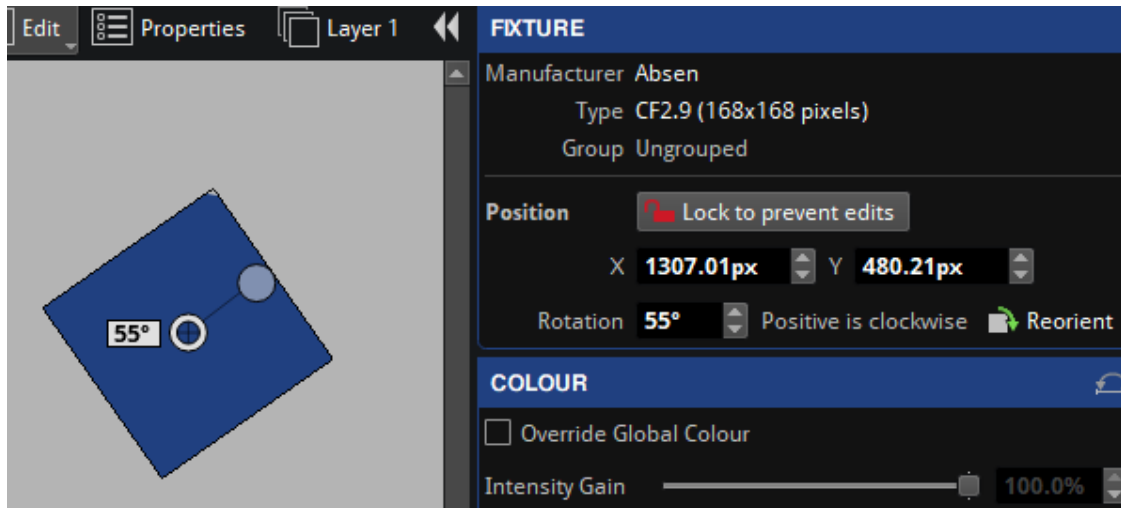 Edit Properties Layer 1
55°
FIXTURE
Manufacturer Absen
Type CF2.9 (168x168 pixels)
Group Ungrouped
Position Lock to prevent edits
X 1307.01px Y 480.21px
Rotation 55° Positive is clockwise Reorient
COLOUR
Override Global Colour
Intensity Gain 100.0%